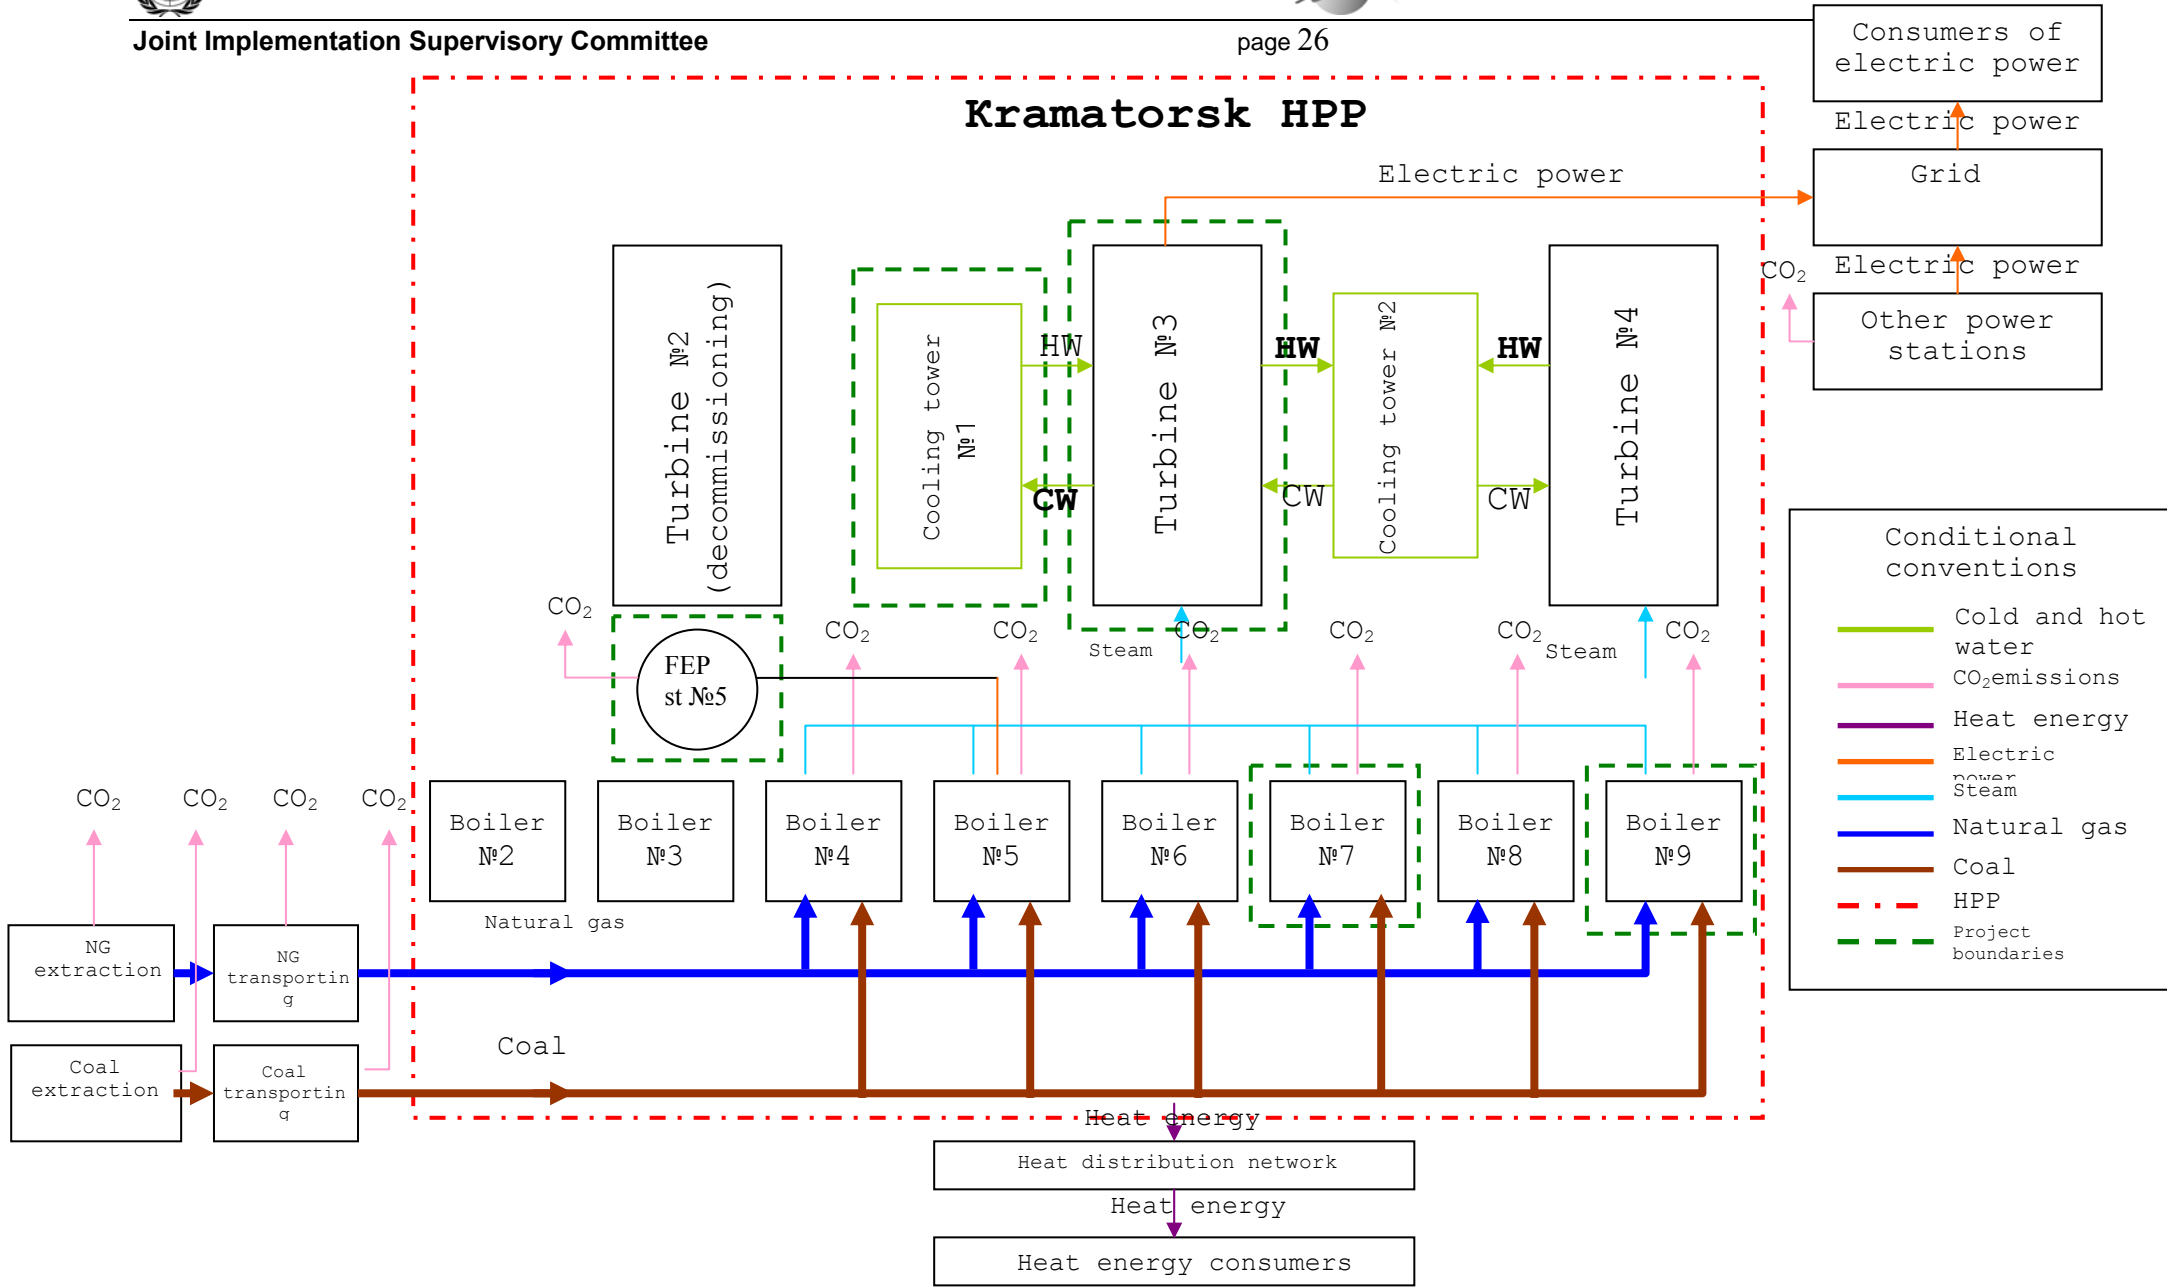 Joint Implementation Supervisory Committee
page 26
Consumers of
electric power
Electric power
Grid
Electric power
Other power
stations
CO₂
Kramatorsk HPP
Electric power
Turbine №2
(decommissioning)
Cooling tower
№1
HW
CW
Turbine №3
HW
CW
Cooling tower №2
HW
CW
Turbine №4
Conditional
conventions
Cold and hot
water
CO₂emissions
Heat energy
Electric
power
Steam
Natural gas
Coal
HPP
Project
boundaries
CO₂
FEP
st №5
CO₂
CO₂
Steam
CO₂
CO₂
CO₂
Steam
CO₂
CO₂
CO₂
CO₂
CO₂
Boiler
№2
Boiler
№3
Boiler
№4
Boiler
№5
Boiler
№6
Boiler
№7
Boiler
№8
Boiler
№9
Natural gas
NG
extraction
NG
transportin
g
Coal
Coal
extraction
Coal
transportin
g
Heat energy
Heat distribution network
Heat energy
Heat energy consumers